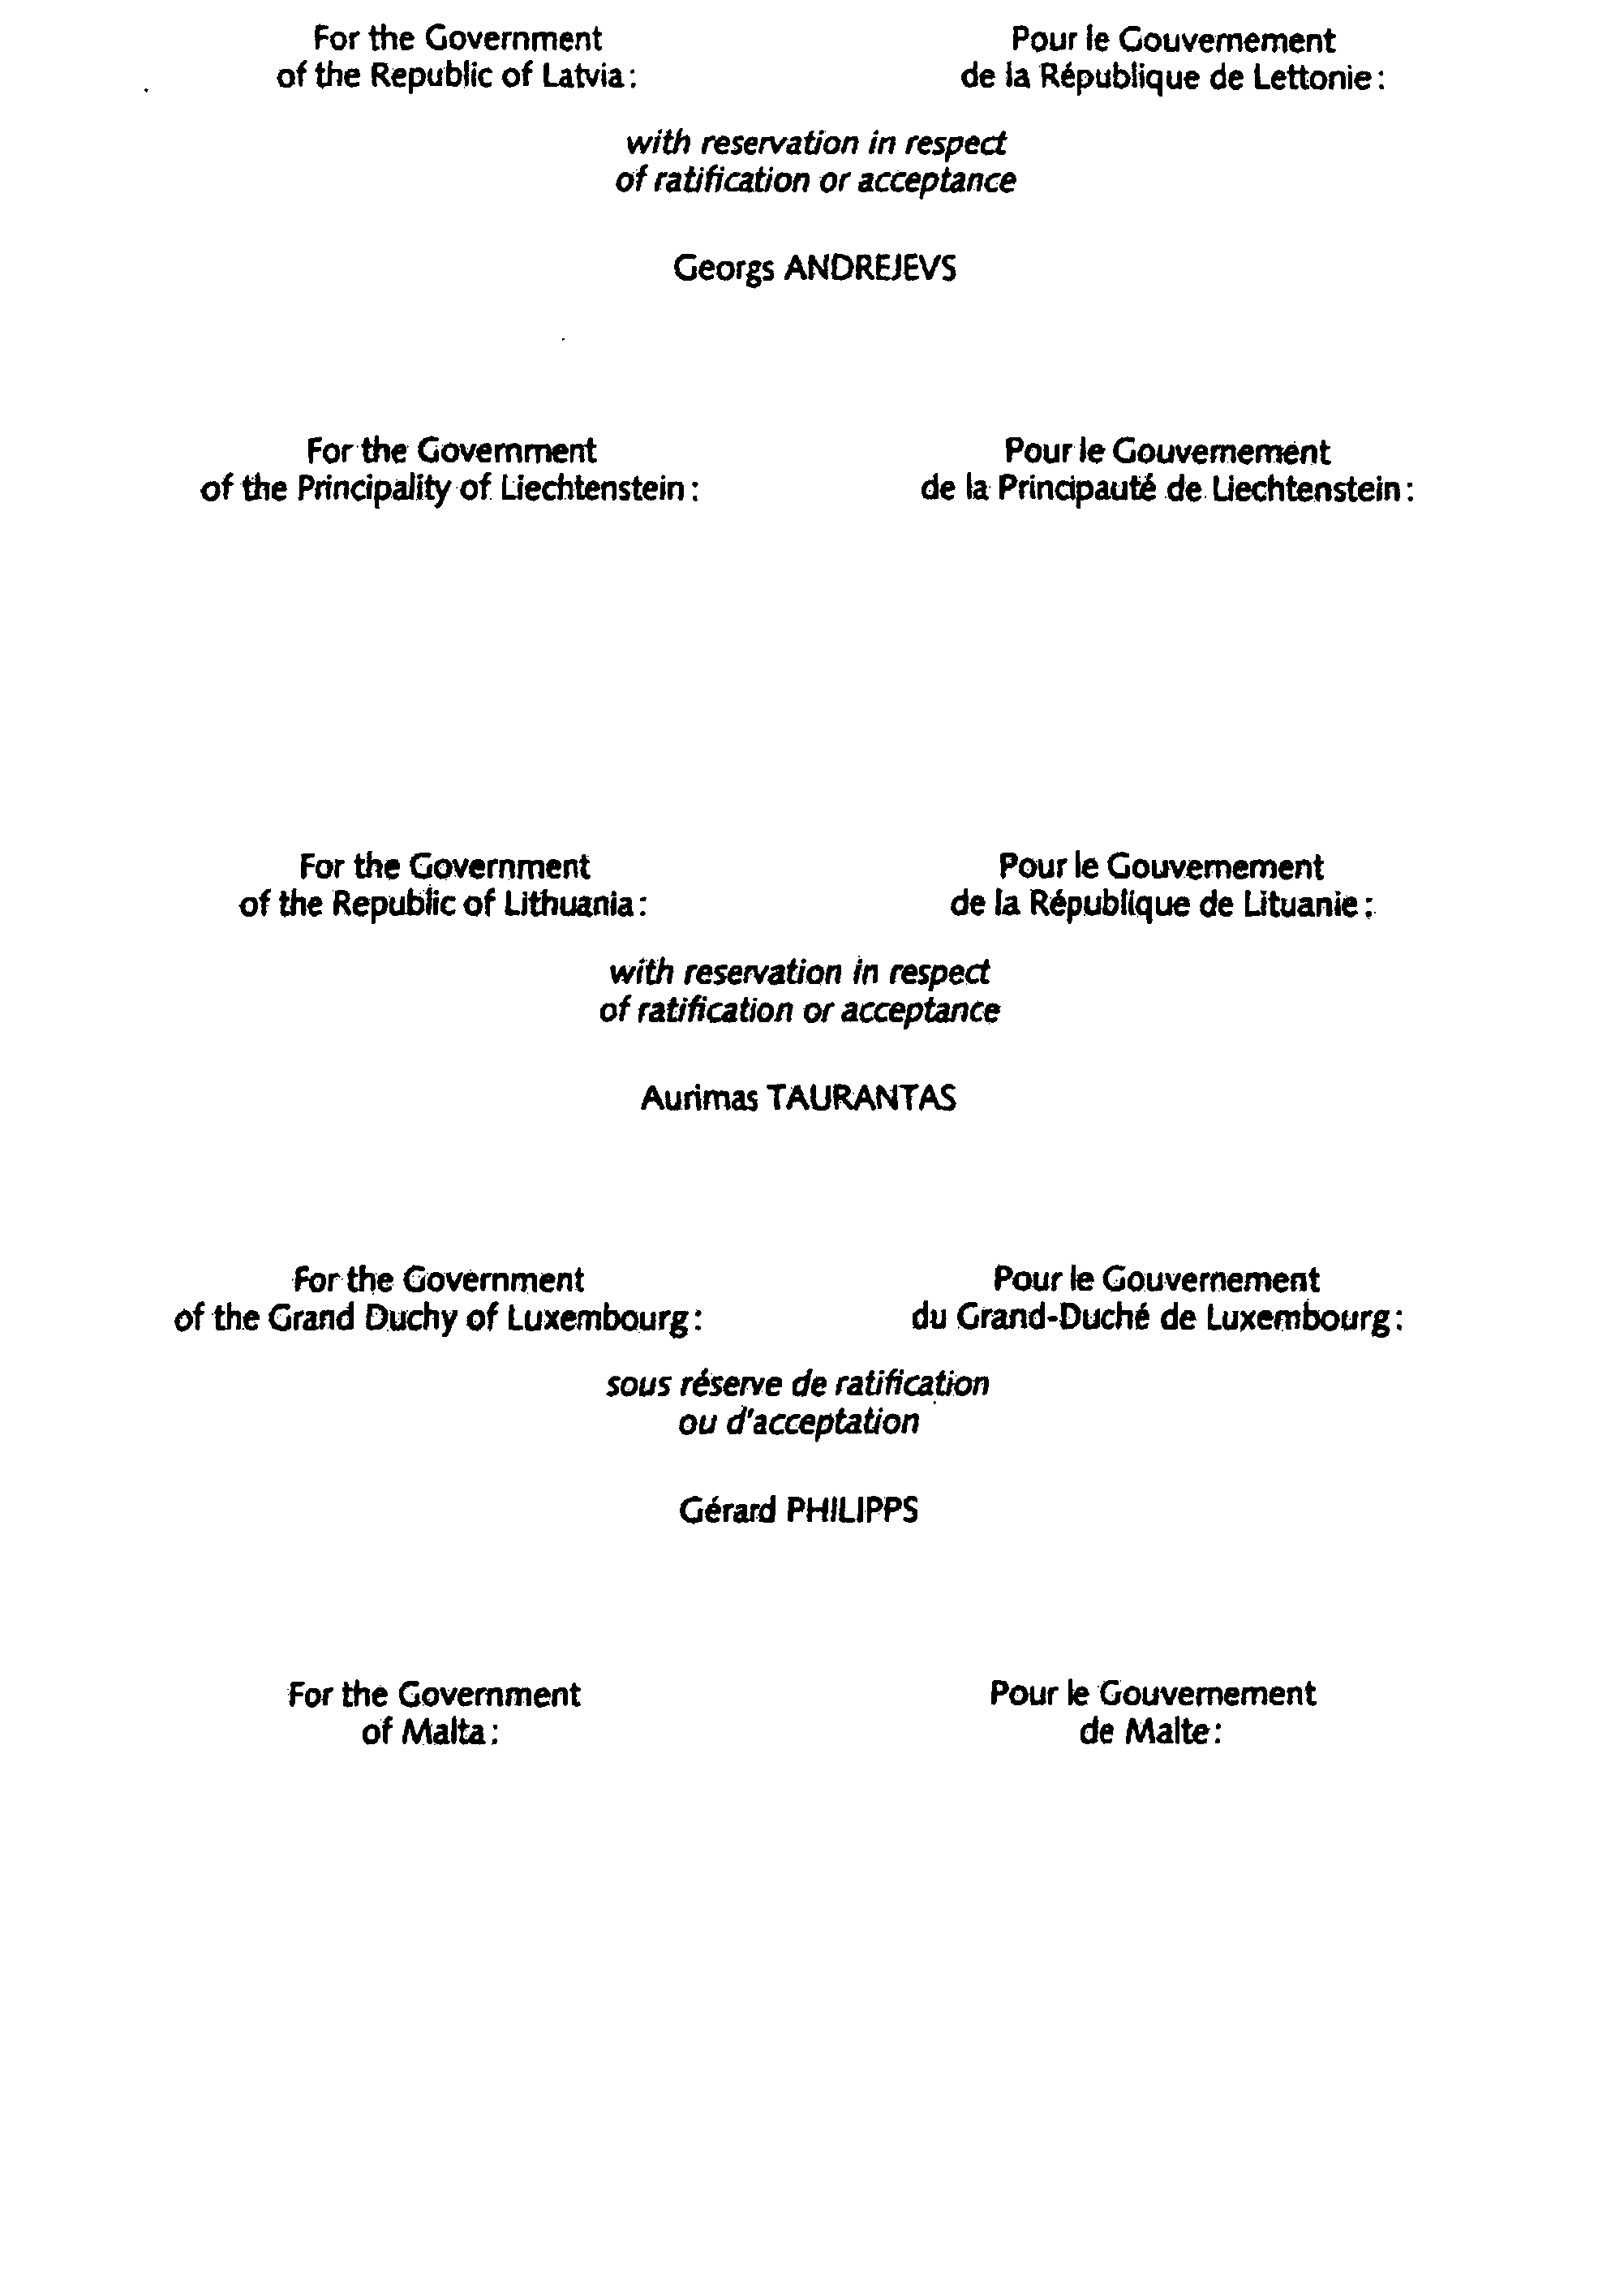 For the Government
of the Republic of Latvia:
Pour le Gouvernement
de la République de Lettonie:
with reservation in respect
of ratification or acceptance
Georgs ANDREJEVS
For the Government
of the Principality of Liechtenstein:
Pour le Gouvernement
de la Principauté de Liechtenstein:
For the Government
of the Republic of Lithuania:
Pour le Gouvernement
de la République de Lituanie:
with reservation in respect
of ratification or acceptance
Aurimas TAURANTAS
For the Government
of the Grand Duchy of Luxembourg:
Pour le Gouvernement
du Grand-Duché de Luxembourg:
sous réserve de ratification
ou d'acceptation
Gérard PHILIPPS
For the Government
of Malta:
Pour le Gouvernement
de Malte: